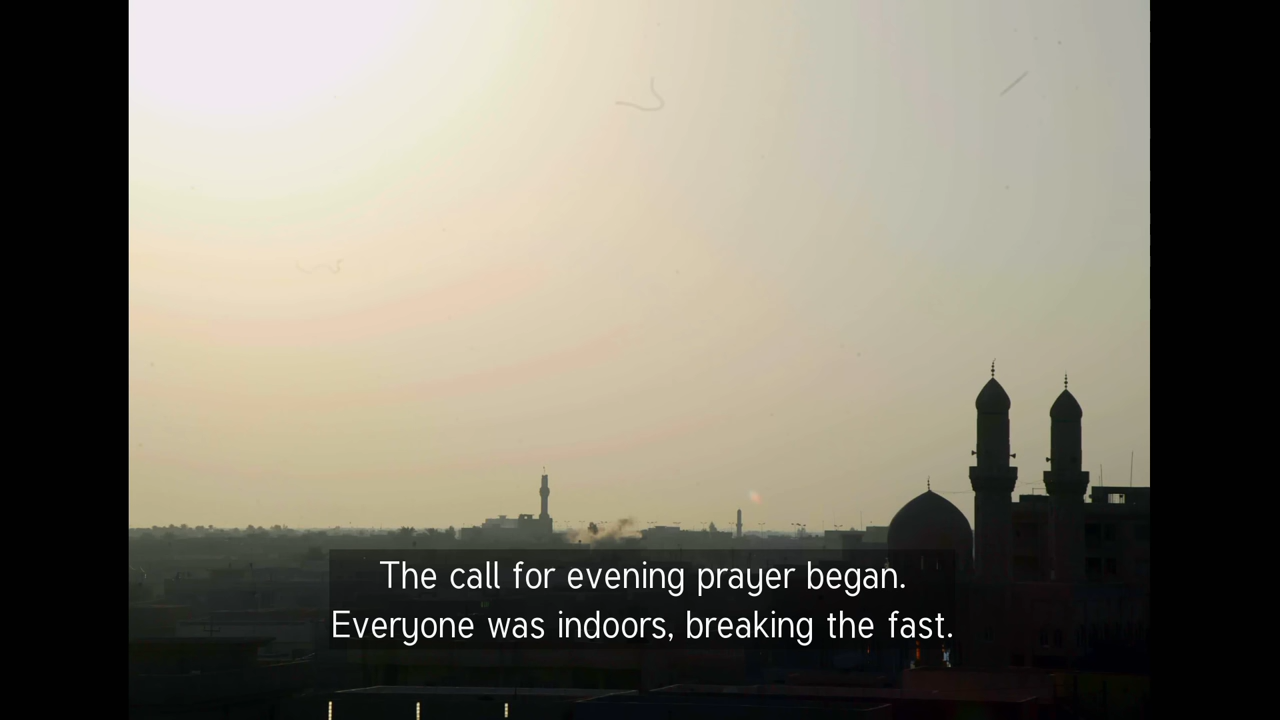 The call for evening prayer began.
Everyone was indoors, breaking the fast.